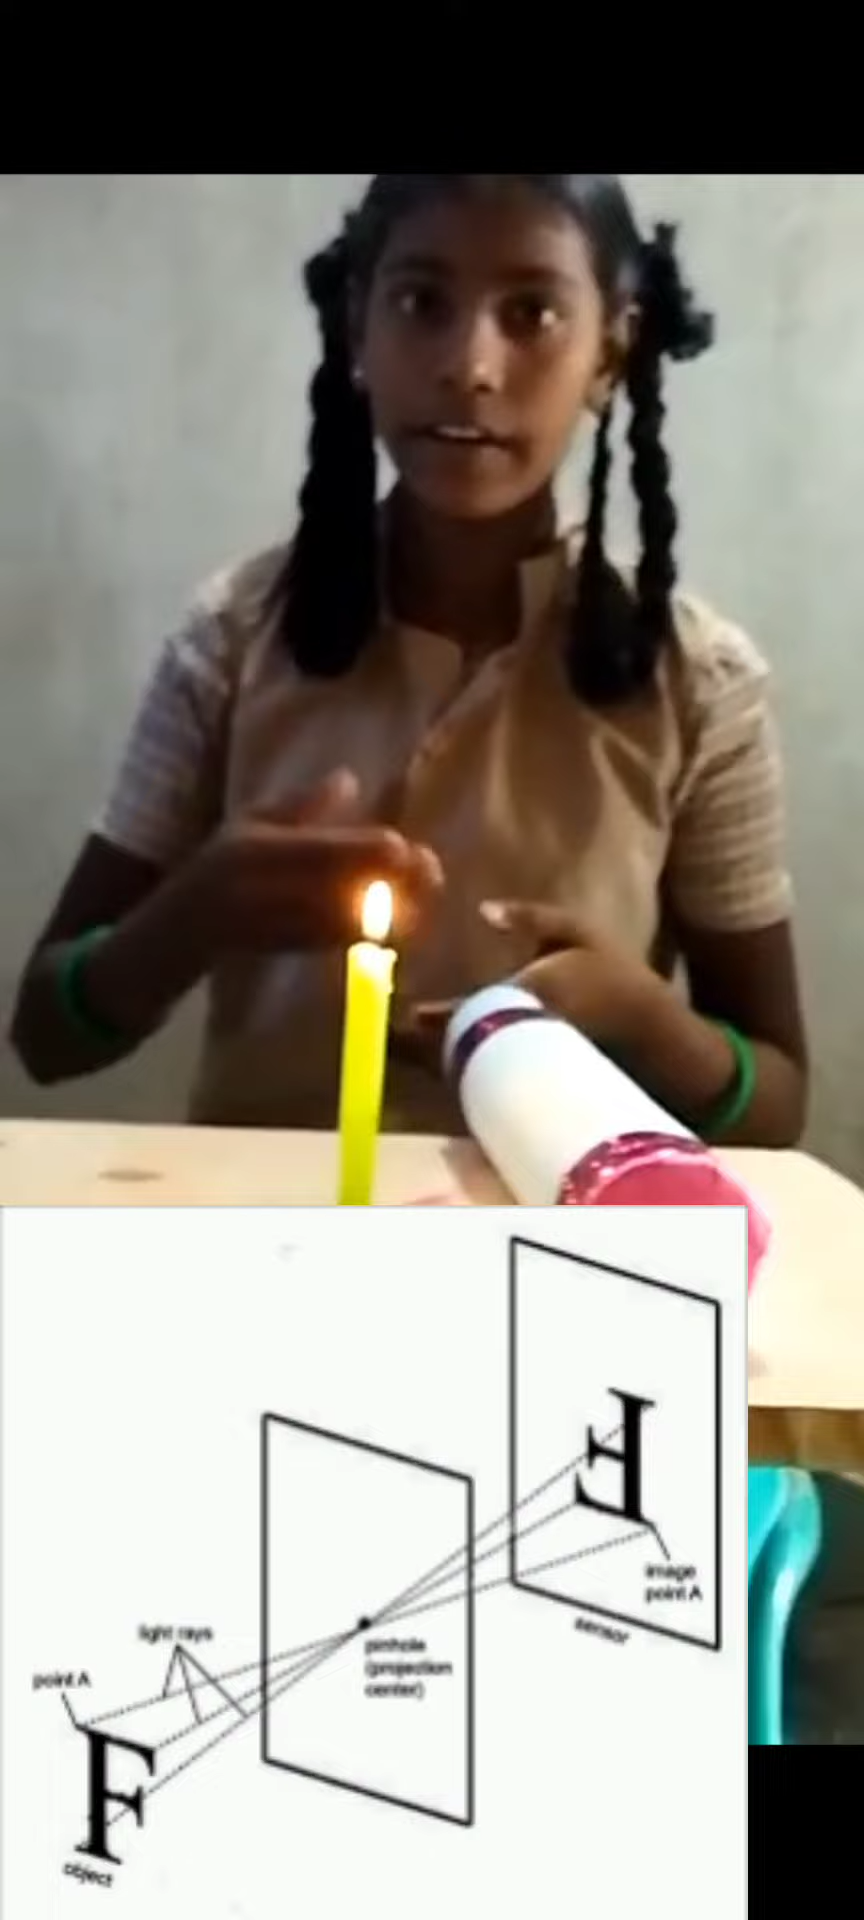 F
image
point A
sensor
light rays
pinhole
(projection
center)
point A
F
object